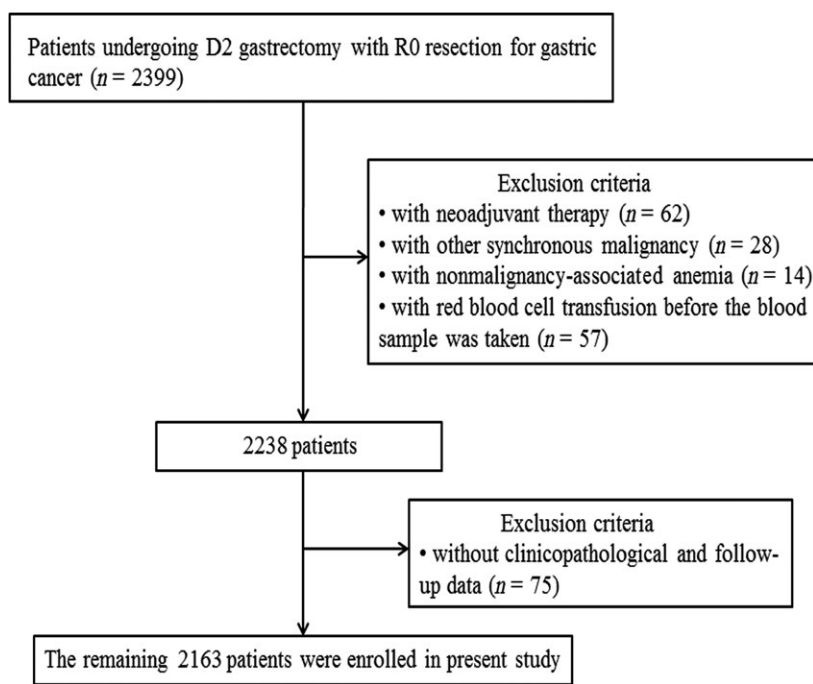 Patients undergoing D2 gastrectomy with R0 resection for gastric
cancer (n = 2399)
Exclusion criteria
• with neoadjuvant therapy (n = 62)
• with other synchronous malignancy (n = 28)
• with nonmalignancy-associated anemia (n = 14)
• with red blood cell transfusion before the blood
sample was taken (n = 57)
2238 patients
Exclusion criteria
• without clinicopathological and follow-
up data (n = 75)
The remaining 2163 patients were enrolled in present study